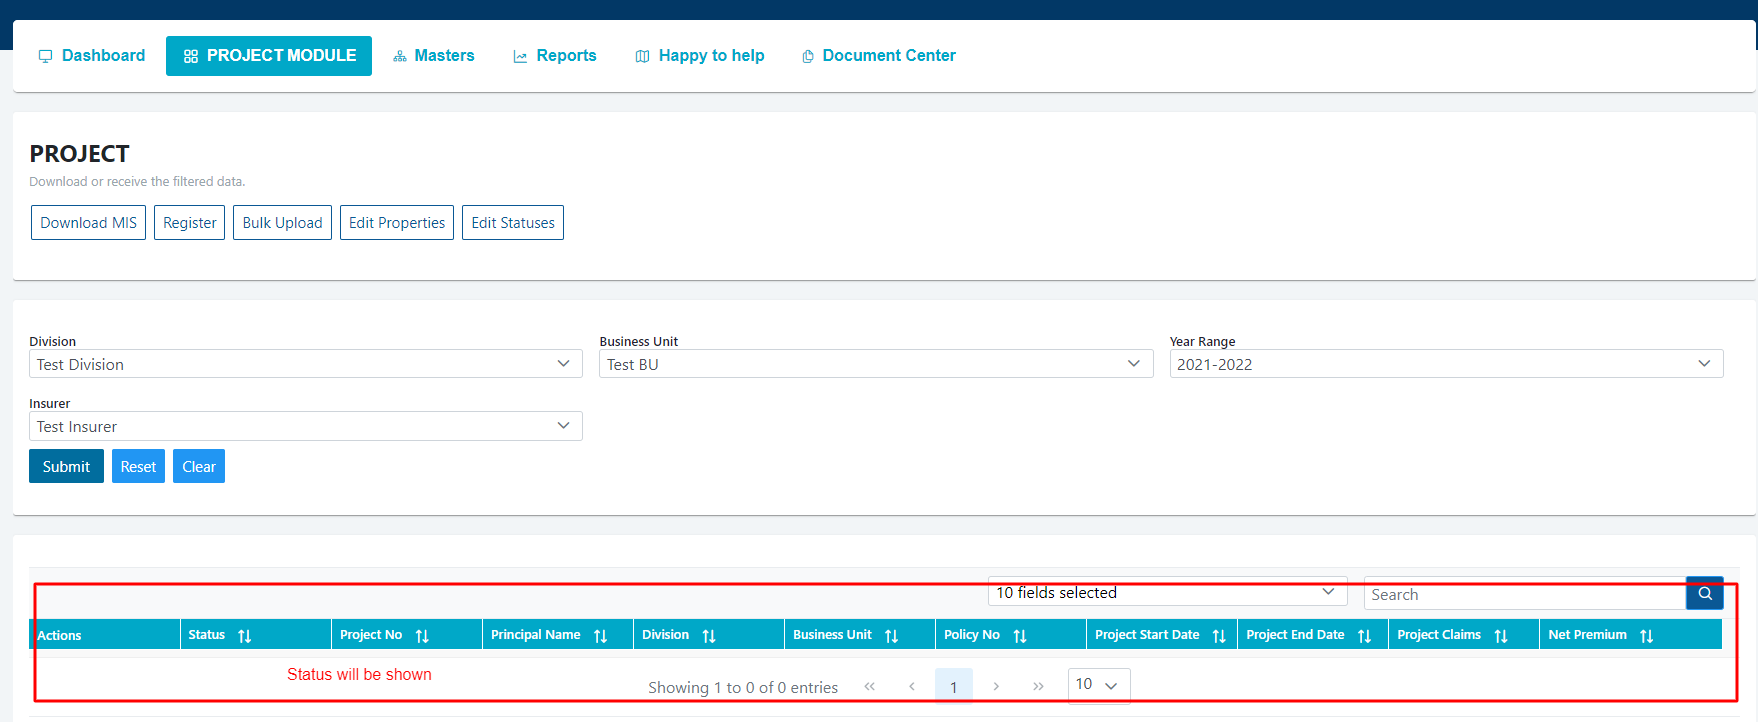 Dashboard PROJECT MODULE Masters Reports Happy to help Document Center
PROJECT
Download or receive the filtered data.
Download MIS Register Bulk Upload Edit Properties Edit Statuses
Division Business Unit Year Range
Test Division Test BU 2021-2022
Insurer
Test Insurer
Submit Reset Clear
10 fields selected Search
Actions Status Project No Principal Name Division Business Unit Policy No Project Start Date Project End Date Project Claims Net Premium
Status will be shown
Showing 1 to 0 of 0 entries « ‹ 1 › » 10